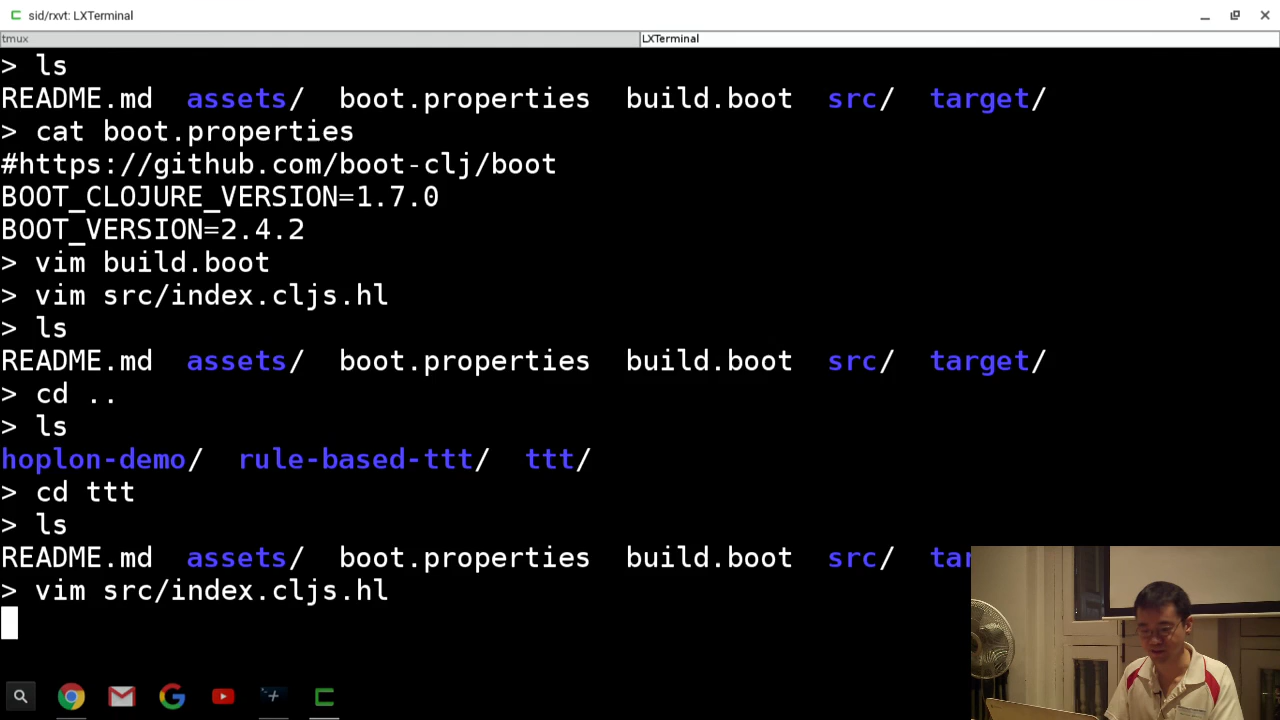 sid/rxvt: LXTerminal
tmux
LXTerminal
> ls
README.md assets/ boot.properties build.boot src/ target/
> cat boot.properties
#https://github.com/boot-clj/boot
BOOT_CLOJURE_VERSION=1.7.0
BOOT_VERSION=2.4.2
> vim build.boot
> vim src/index.cljs.hl
> ls
README.md assets/ boot.properties build.boot src/ target/
> cd ..
> ls
hoplon-demo/ rule-based-ttt/ ttt/
> cd ttt
> ls
README.md assets/ boot.properties build.boot src/ tar
> vim src/index.cljs.hl